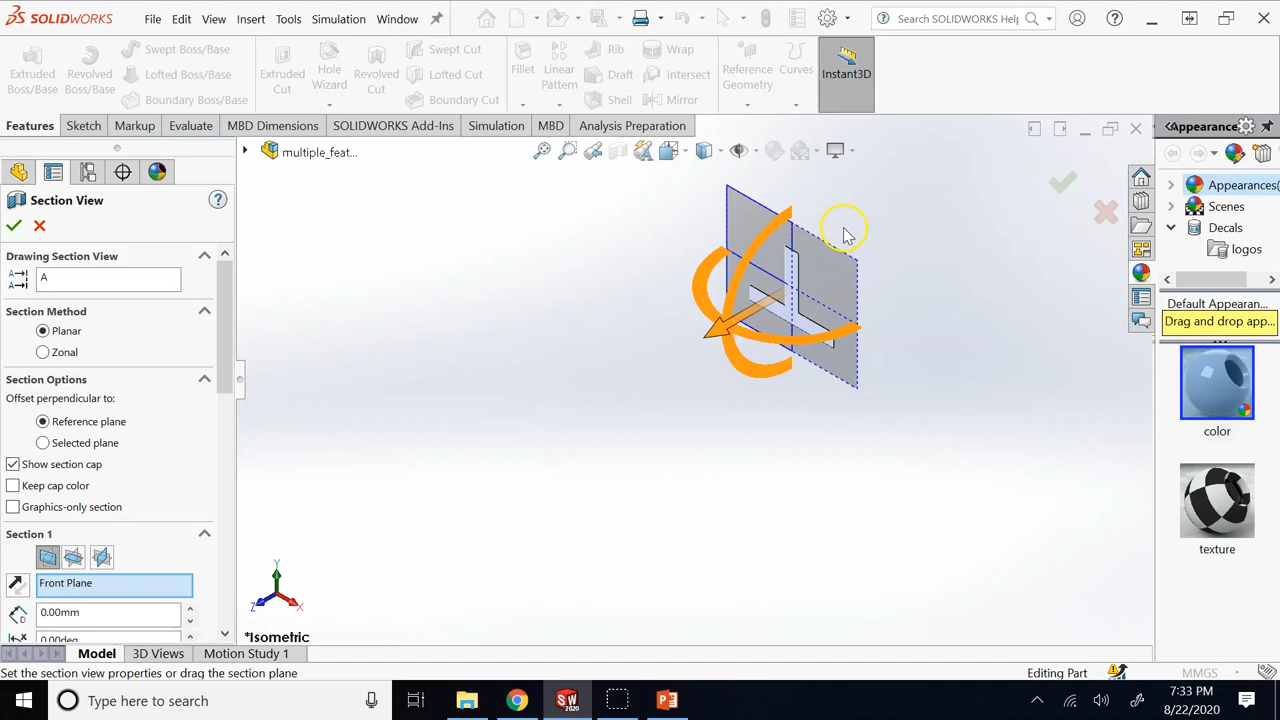 SOLIDWORKS File Edit View Insert Tools Simulation Window Search SOLIDWORKS Help
Extruded Boss/Base
Revolved Boss/Base
Swept Boss/Base
Lofted Boss/Base
Boundary Boss/Base
Extruded Cut
Hole Wizard
Revolved Cut
Swept Cut
Lofted Cut
Boundary Cut
Fillet
Linear Pattern
Rib
Draft
Shell
Wrap
Intersect
Mirror
Reference Geometry
Curves
Instant3D
Features Sketch Markup Evaluate MBD Dimensions SOLIDWORKS Add-Ins Simulation MBD Analysis Preparation
multiple_feat...
Section View
Drawing Section View
A
Section Method
Planar
Zonal
Section Options
Offset perpendicular to:
Reference plane
Selected plane
Show section cap
Keep cap color
Graphics-only section
Section 1
Front Plane
0.00mm
0.00deg
Y
Z
X
*Isometric
Appearance
Appearances(
Scenes
Decals
logos
Default Appearan...
Drag and drop app...
color
texture
Model 3D Views Motion Study 1
Set the section view properties or drag the section plane
Editing Part MMGS
Type here to search
SW
2020
7:33 PM
8/22/2020